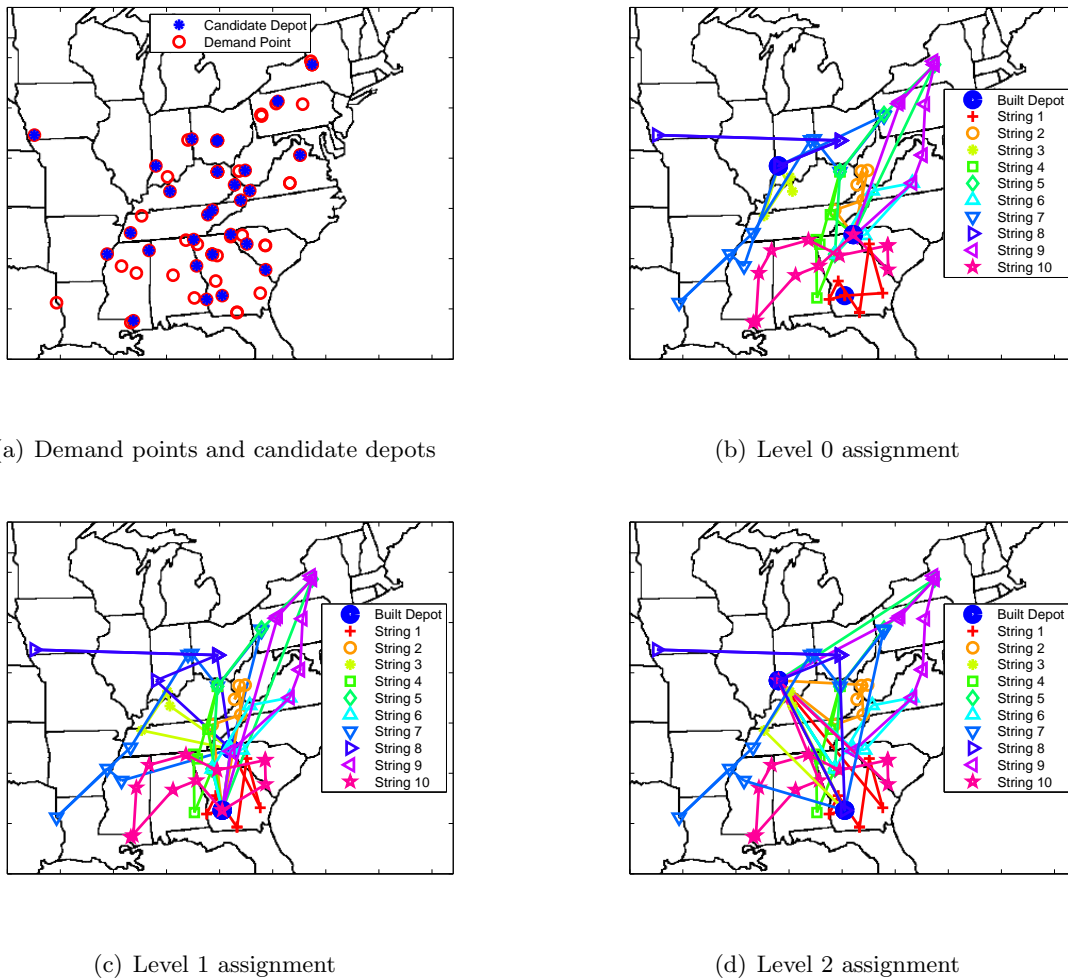 Candidate Depot
Demand Point
Built Depot
String 1
String 2
String 3
String 4
String 5
String 6
String 7
String 8
String 9
String 10
a) Demand points and candidate depots
(b) Level 0 assignment
Built Depot
String 1
String 2
String 3
String 4
String 5
String 6
String 7
String 8
String 9
String 10
Built Depot
String 1
String 2
String 3
String 4
String 5
String 6
String 7
String 8
String 9
String 10
(c) Level 1 assignment
(d) Level 2 assignment